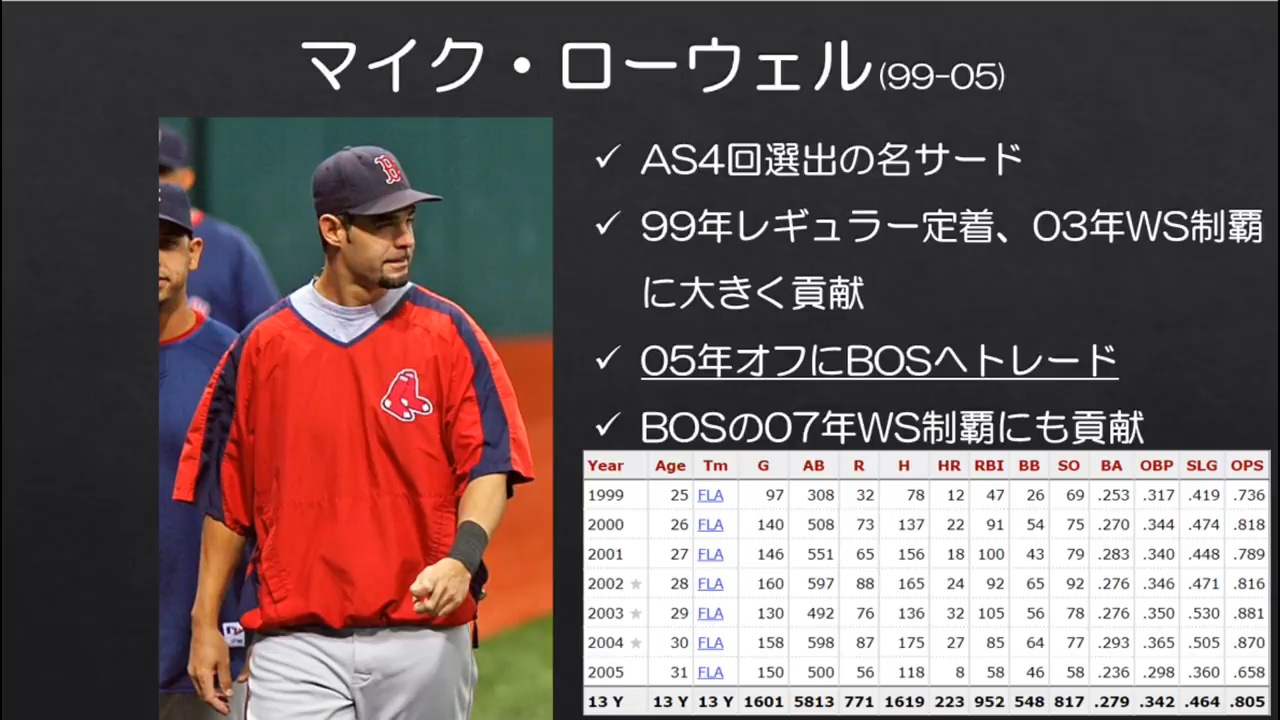 マイク・ローウェル(99-05)
✓ AS4回選出の名サード
✓ 99年レギュラー定着、03年WS制覇
に大きく貢献
✓ 05年オフにBOSへトレード
✓ BOSの07年WS制覇にも貢献
B
Year Age Tm G AB R H HR RBI BB SO BA OBP SLG OPS
1999 25 FLA 97 308 32 78 12 47 26 69 .253 .317 .419 .736
2000 26 FLA 140 508 73 137 22 91 54 75 .270 .344 .474 .818
2001 27 FLA 146 551 65 156 18 100 43 79 .283 .340 .448 .789
2002 ★ 28 FLA 160 597 88 165 24 92 65 92 .276 .346 .471 .816
2003 ★ 29 FLA 130 492 76 136 32 105 56 78 .276 .350 .530 .881
2004 ★ 30 FLA 158 598 87 175 27 85 64 77 .293 .365 .505 .870
2005 31 FLA 150 500 56 118 8 58 46 58 .236 .298 .360 .658
13 Y 13 Y 13 Y 1601 5813 771 1619 223 952 548 817 .279 .342 .464 .805